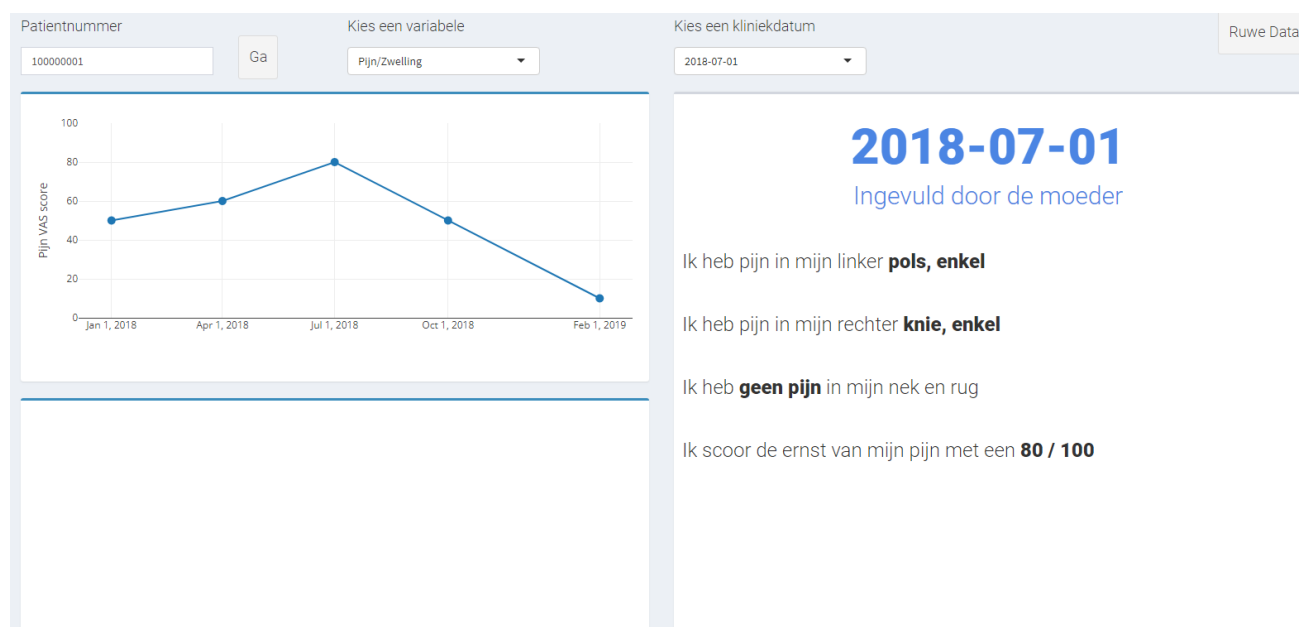 Patientnummer
Kies een variabele
Kies een kliniekdatum
Ruwe Data
100000001
Ga
Pijn/Zwelling
2018-07-01
100
80
60
40
20
0
Pijn VAS score
Jan 1, 2018
Apr 1, 2018
Jul 1, 2018
Oct 1, 2018
Feb 1, 2019
2018-07-01
Ingevuld door de moeder
Ik heb pijn in mijn linker pols, enkel
Ik heb pijn in mijn rechter knie, enkel
Ik heb geen pijn in mijn nek en rug
Ik scoor de ernst van mijn pijn met een 80 / 100